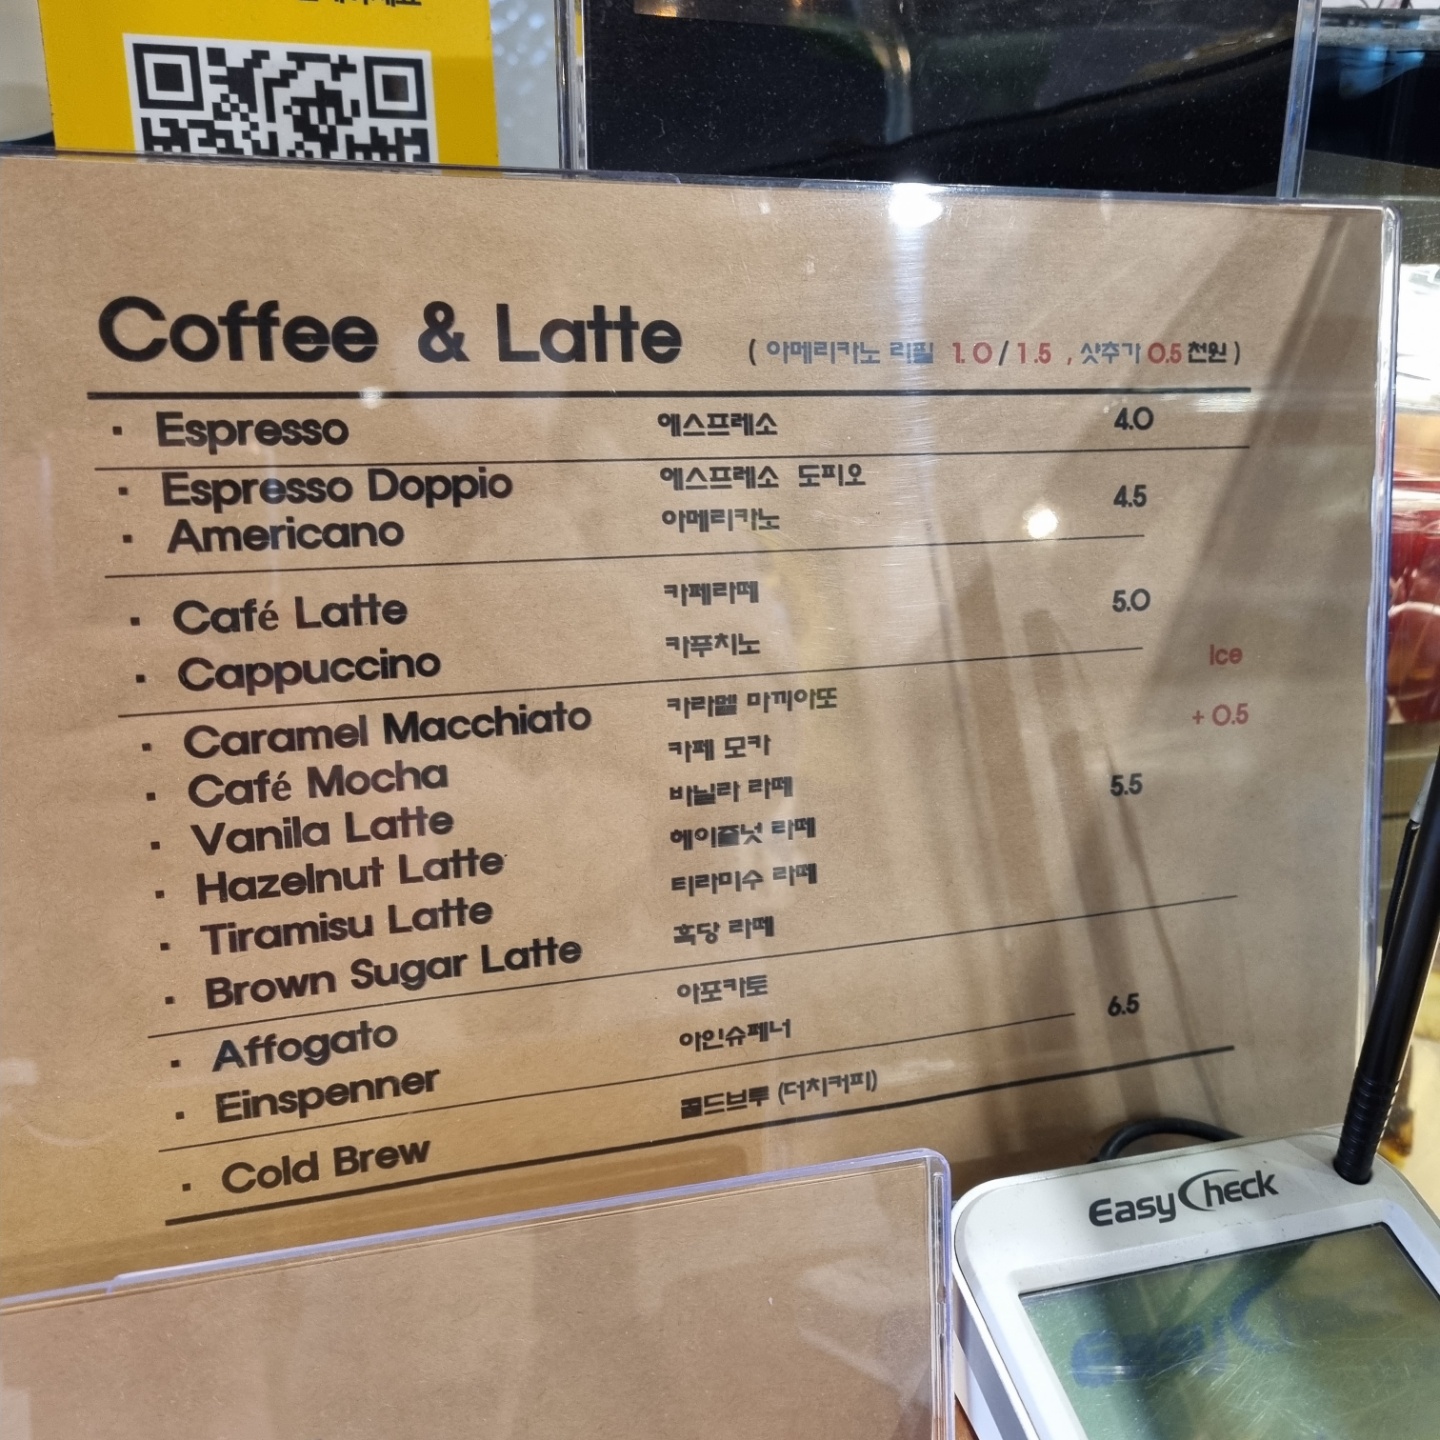 Coffee & Latte ( 아메리카노 리필 1.0 / 1.5 , 샷추가 0.5 천원 )
· Espresso 에스프레소 4.0
· Espresso Doppio 에스프레소 도피오
4.5
· Americano 아메리카노
· Café Latte 카페라떼 5.0
· Cappuccino 카푸치노
Ice
· Caramel Macchiato 카라멜 마끼아또
+ 0.5
· Café Mocha 카페 모카
· Vanila Latte 바닐라 라떼 5.5
· Hazelnut Latte 헤이즐넛 라떼
· Tiramisu Latte 티라미수 라떼
· Brown Sugar Latte 흑당 라떼
· Affogato 아포카토
6.5
· Einspenner 아인슈페너
· Cold Brew 콜드브루 (더치커피)
EasyCheck